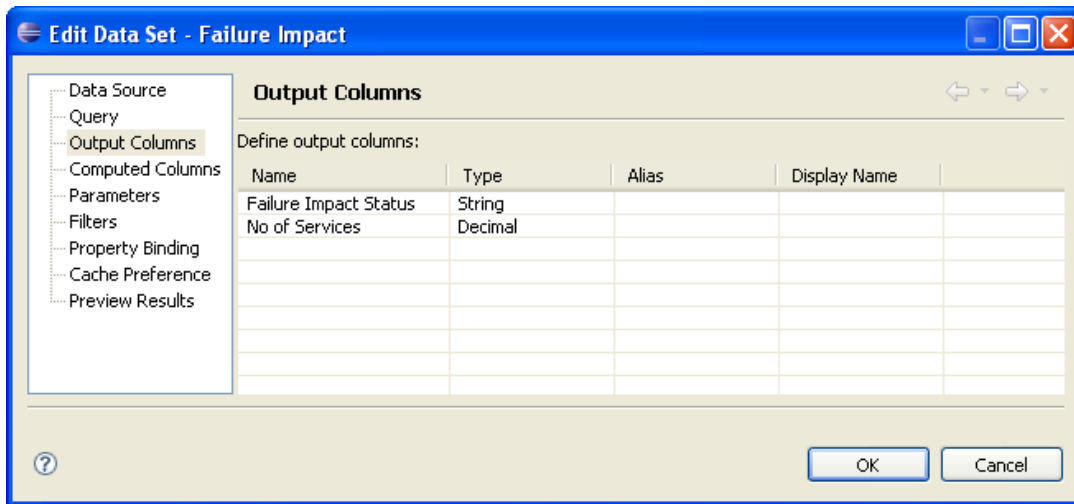 Edit Data Set - Failure Impact
Data Source
Query
Output Columns
Computed Columns
Parameters
Filters
Property Binding
Cache Preference
Preview Results
Output Columns
Define output columns:
Name Type Alias Display Name
Failure Impact Status String
No of Services Decimal
?
OK Cancel